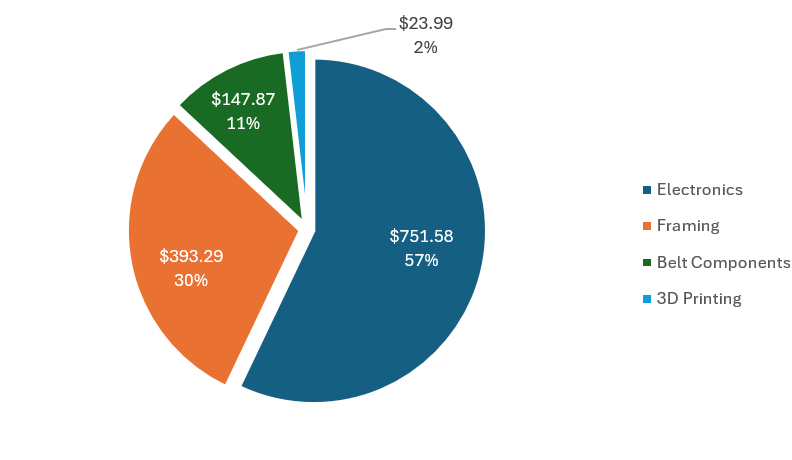 $23.99
2%
$147.87
11%
$751.58
57%
$393.29
30%
Electronics
Framing
Belt Components
3D Printing